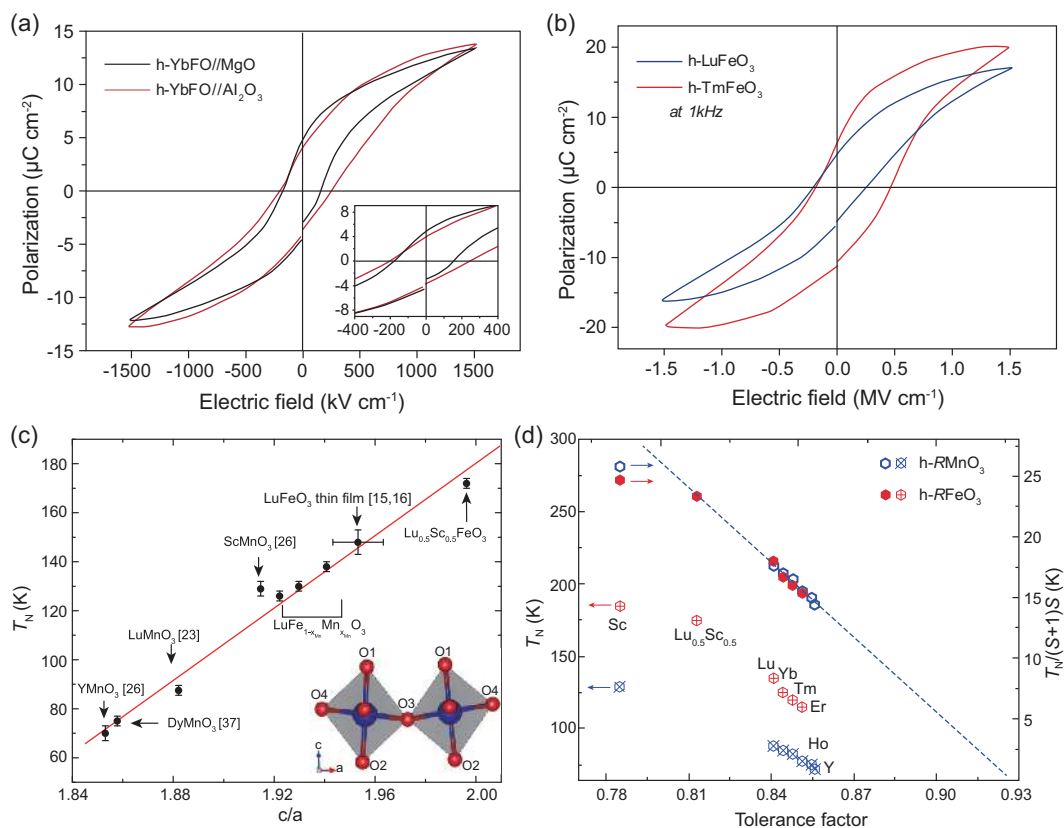 (a)
h-YbFO//MgO
h-YbFO//Al₂O₃
Polarization (µC cm⁻²)
15
10
5
0
-5
-10
-15
-1500 -1000 -500 0 500 1000 1500
Electric field (kV cm⁻¹)
8
4
0
-4
-8
-400 -200 0 200 400
(b)
h-LuFeO₃
h-TmFeO₃
at 1kHz
Polarization (µC cm⁻²)
20
10
0
-10
-20
-1.5 -1.0 -0.5 0.0 0.5 1.0 1.5
Electric field (MV cm⁻¹)
(c)
T_N (K)
180
160
140
120
100
80
60
LuFeO₃ thin film [15,16]
Lu₀.₅Sc₀.₅FeO₃
ScMnO₃ [26]
LuFe₁₋ₓMn MnₓMn O₃
LuMnO₃ [23]
YMnO₃ [26]
DyMnO₃ [37]
O1 O1
O4 O3 O4
O2 O2
c
a
1.84 1.88 1.92 1.96 2.00
c/a
(d)
h-RMnO₃
h-RFeO₃
T_N (K)
300
250
200
150
100
Sc
Lu₀.₅Sc₀.₅
Lu
Yb
Tm
Er
Ho
Y
25
20
15
10
5
T_N/(S+1)S (K)
0.78 0.81 0.84 0.87 0.90 0.93
Tolerance factor